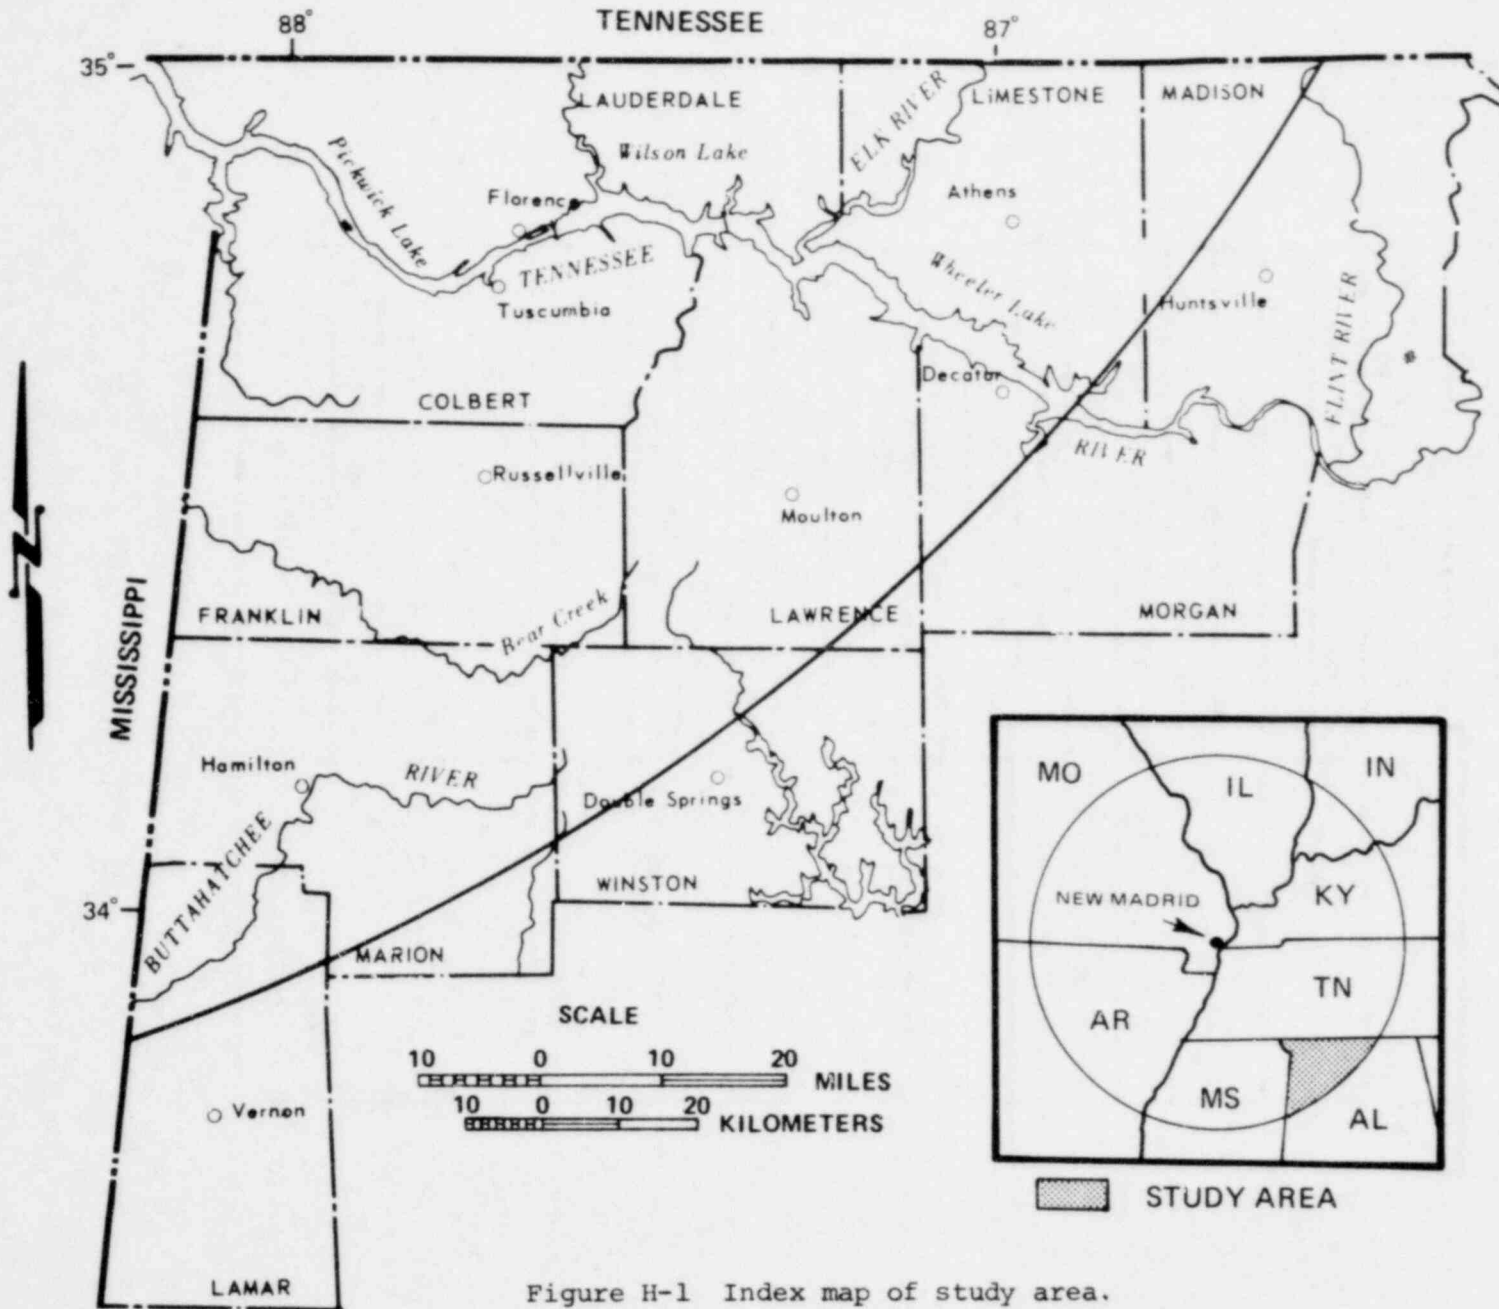 TENNESSEE
88°
87°
35°
LAUDERDALE
ELK RIVER
LIMESTONE
MADISON
Pickwick Lake
Wilson Lake
Florence
Athens
TENNESSEE
Wheeler Lake
Huntsville
Tuscumbia
FLINT RIVER
Decator
COLBERT
RIVER
Russellville
Moulton
MISSISSIPPI
FRANKLIN
Bear Creek
LAWRENCE
MORGAN
Hamilton
RIVER
Double Springs
BUTTAHATCHEE
WINSTON
34°
MARION
SCALE
10 0 10 20
MILES
10 0 10 20
KILOMETERS
Vernon
LAMAR
MO
IL
IN
NEW MADRID
KY
TN
AR
MS
AL
STUDY AREA
Figure H-1 Index map of study area.